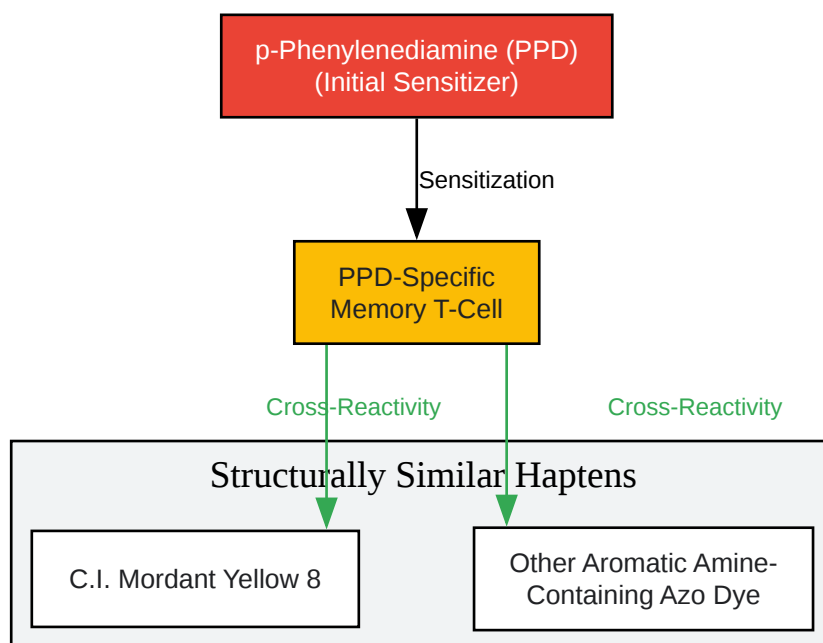 p-Phenylenediamine (PPD)
(Initial Sensitizer)
Sensitization
PPD-Specific
Memory T-Cell
Cross-Reactivity
Cross-Reactivity
Structurally Similar Haptens
C.I. Mordant Yellow 8
Other Aromatic Amine-
Containing Azo Dye